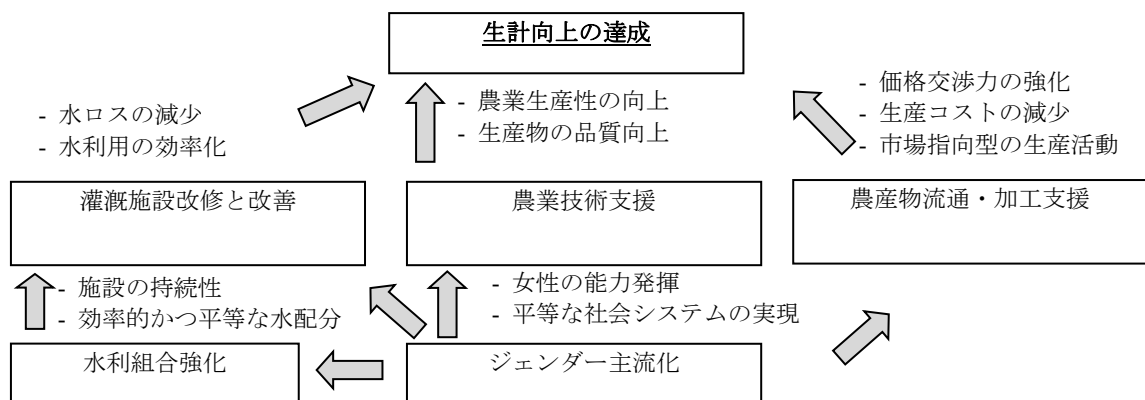 生計向上の達成
- 水ロスの減少
- 水利用の効率化
- 農業生産性の向上
- 生産物の品質向上
- 価格交渉力の強化
- 生産コストの減少
- 市場指向型の生産活動
灌漑施設改修と改善
農業技術支援
農産物流通・加工支援
- 施設の持続性
- 効率的かつ平等な水配分
- 女性の能力発揮
- 平等な社会システムの実現
水利組合強化
ジェンダー主流化